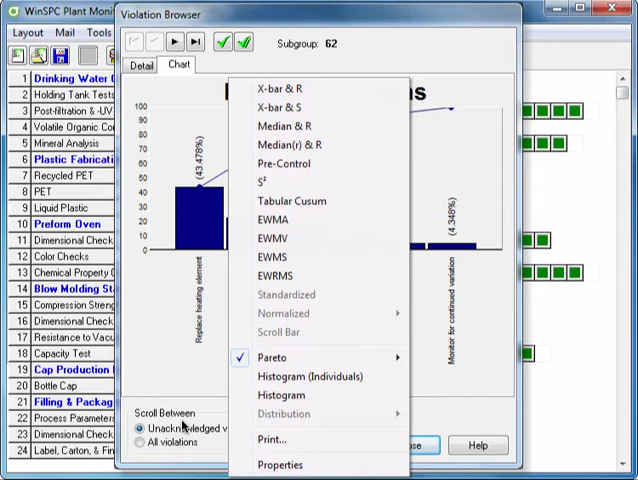 WinSPC Plant Moni
Violation Browser
Layout Mail Tools
Subgroup: 62
Detail Chart
1 Drinking Water
2 Holding Tank Tests
3 Post-filtration & -UV
4 Volatile Organic Co
5 Mineral Analysis
6 Plastic Fabricati
7 Recycled PET
8 PET
9 Liquid Plastic
10 Preform Oven
11 Dimensional Check
12 Color Checks
13 Chemical Property
14 Blow Molding St
15 Compression Streng
16 Dimensional Check
17 Resistance to Vacu
18 Capacity Test
19 Cap Production
20 Bottle Cap
21 Filling & Packag
22 Process Parameters
23 Dimensional Check
24 Label, Carton, & Fin
100
90
80
70
60
50
40
30
20
10
0
(43.478%)
(4.348%)
Replace heating element
Monitor for continued variation
s
X-bar & R
X-bar & S
Median & R
Median(r) & R
Pre-Control
S²
Tabular Cusum
EWMA
EWMV
EWMS
EWRMS
Standardized
Normalized
Scroll Bar
Pareto
Histogram (Individuals)
Histogram
Distribution
Print...
Properties
Scroll Between
Unacknowledged v
All violations
ose
Help